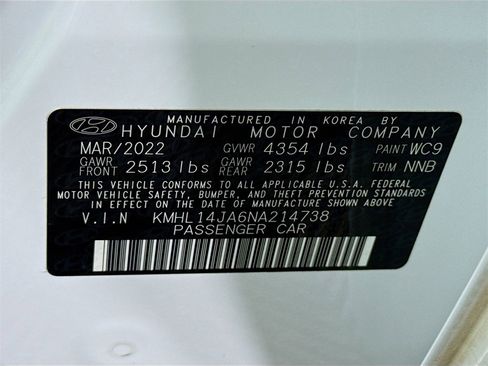 MANUFACTURED IN KOREA BY
HYUNDAI MOTOR COMPANY
MAR/2022 GVWR 4354 lbs PAINT WC9
GAWR FRONT 2513 lbs GAWR REAR 2315 lbs TRIM NNB
THIS VEHICLE CONFORMS TO ALL APPLICABLE U.S.A. FEDERAL
MOTOR VEHICLE SAFETY, BUMPER, AND THEFT PREVENTION
STANDARDS IN EFFECT ON THE DATE OF MANUFACTURE SHOWN ABOVE
V.I.N KMHL14JA6NA214738
PASSENGER CAR